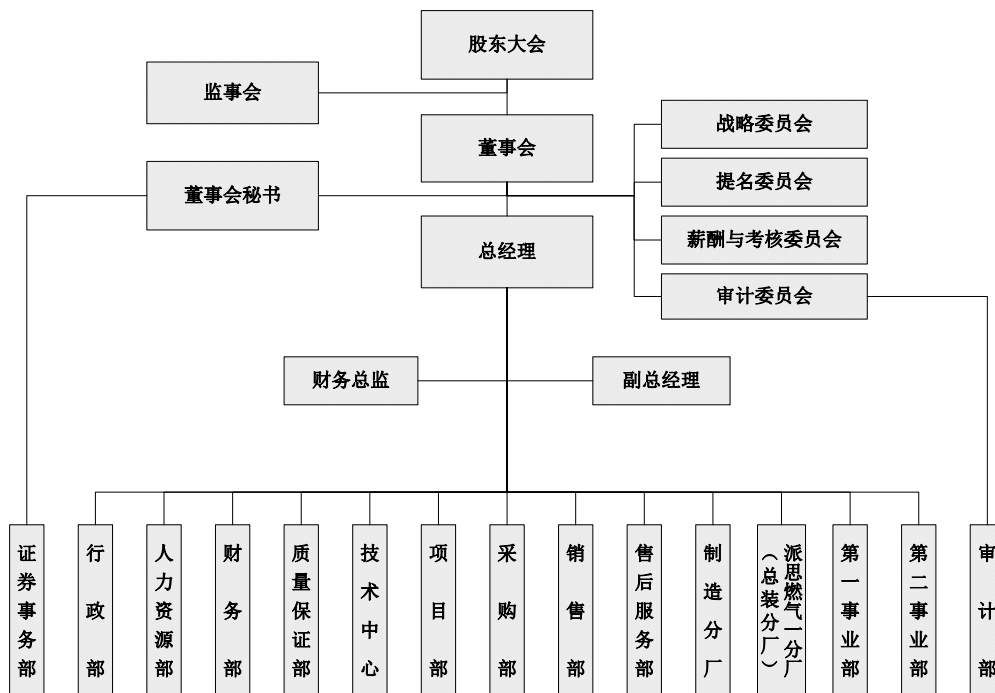 股东大会
监事会
董事会
战略委员会
提名委员会
董事会秘书
薪酬与考核委员会
总经理
审计委员会
财务总监
副总经理
证券事务部
行政部
人力资源部
财务部
质量保证部
技术中心
项目部
采购部
销售部
售后服务部
制造分厂
派思燃气一分厂
（总装分厂）
第一事业部
第二事业部
审计部